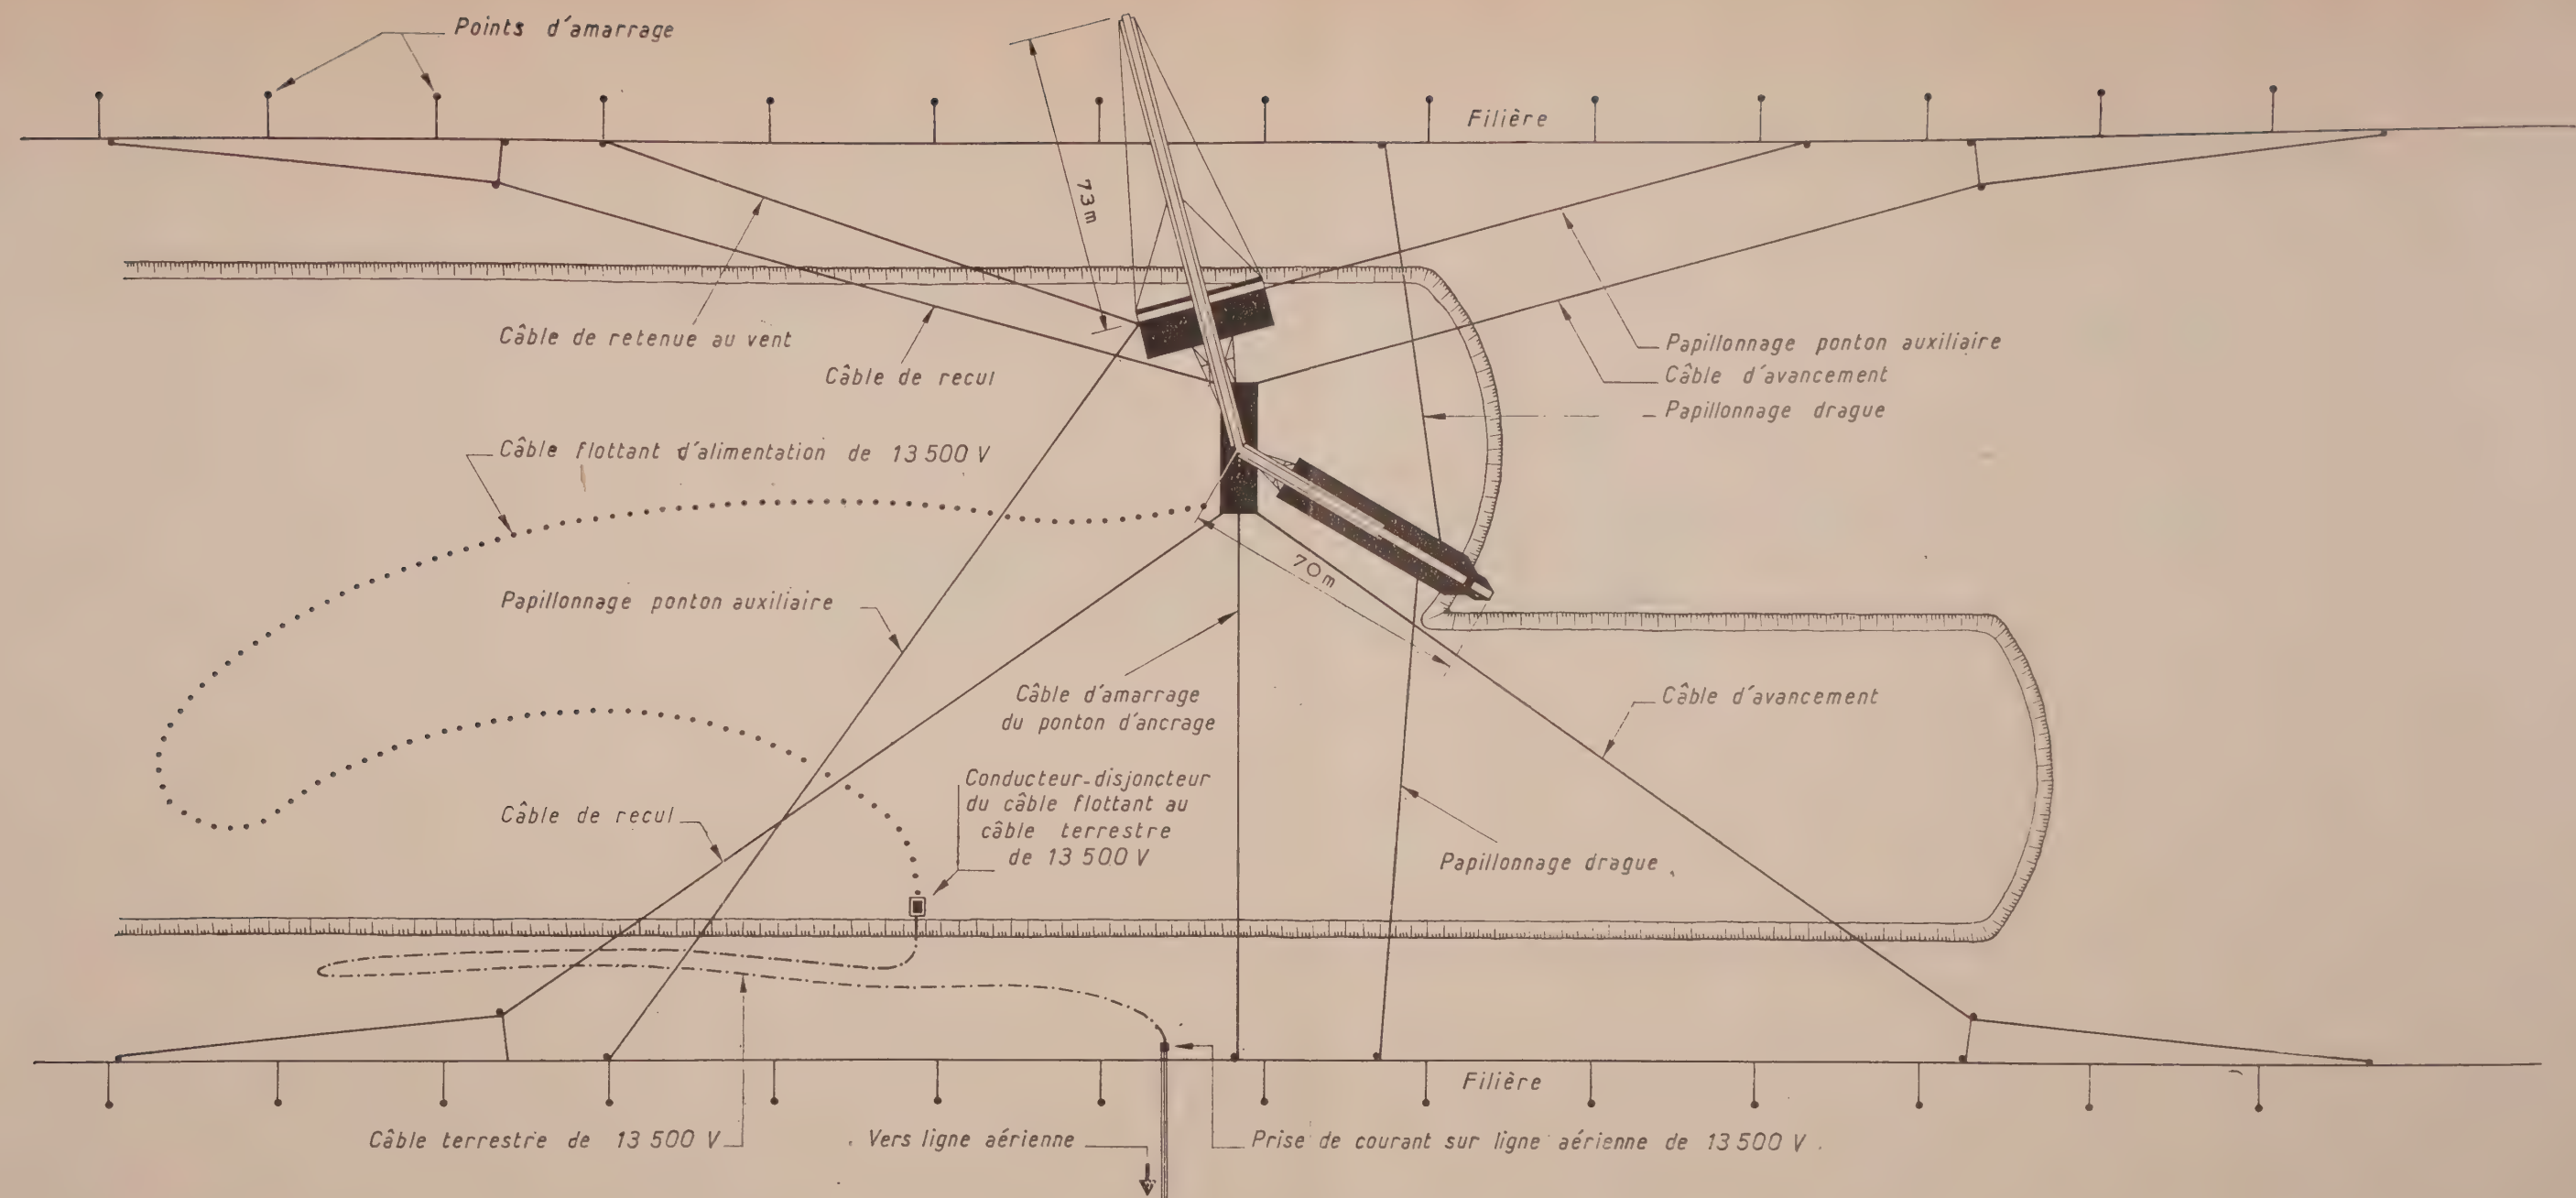 Points d'amarrage
Filière
73m
Câble de retenue au vent
Câble de recul
Papillonnage ponton auxiliaire
Câble d'avancement
Papillonnage drague
Câble flottant d'alimentation de 13 500 V
70m
Papillonnage ponton auxiliaire
Câble d'amarrage
du ponton d'ancrage
Câble d'avancement
Conducteur-disjoncteur
du câble flottant au
câble terrestre
de 13 500 V
Câble de recul
Papillonnage drague
Filière
Câble terrestre de 13 500 V
Vers ligne aérienne
Prise de courant sur ligne aérienne de 13 500 V.